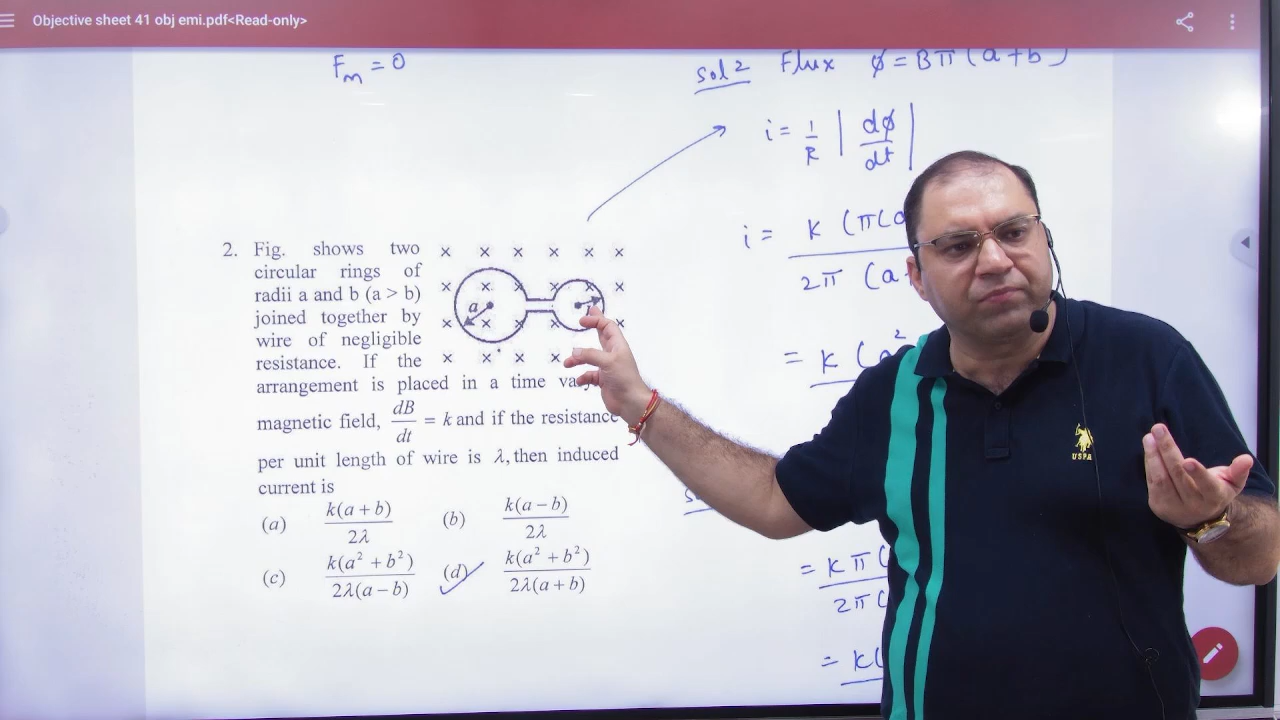 Objective sheet 41 obj emi.pdf<Read-only>
Fm = 0
Sol 2 Flux ϕ = Bπ(a+b)
i = 1/R |dϕ/dt|
i = k (π(a
2π (a
= k (a²
2. Fig. shows two
circular rings of
radii a and b (a > b)
joined together by
wire of negligible
resistance. If the
arrangement is placed in a time
magnetic field, dB/dt = k and if the resistance
per unit length of wire is λ, then induced
current is
(a) k(a + b)/2λ (b) k(a − b)/2λ
(c) k(a² + b²)/2λ(a − b) (d) k(a² + b²)/2λ(a + b)
a
× × × × × ×
= kπ(
2π(
= k(
USPA